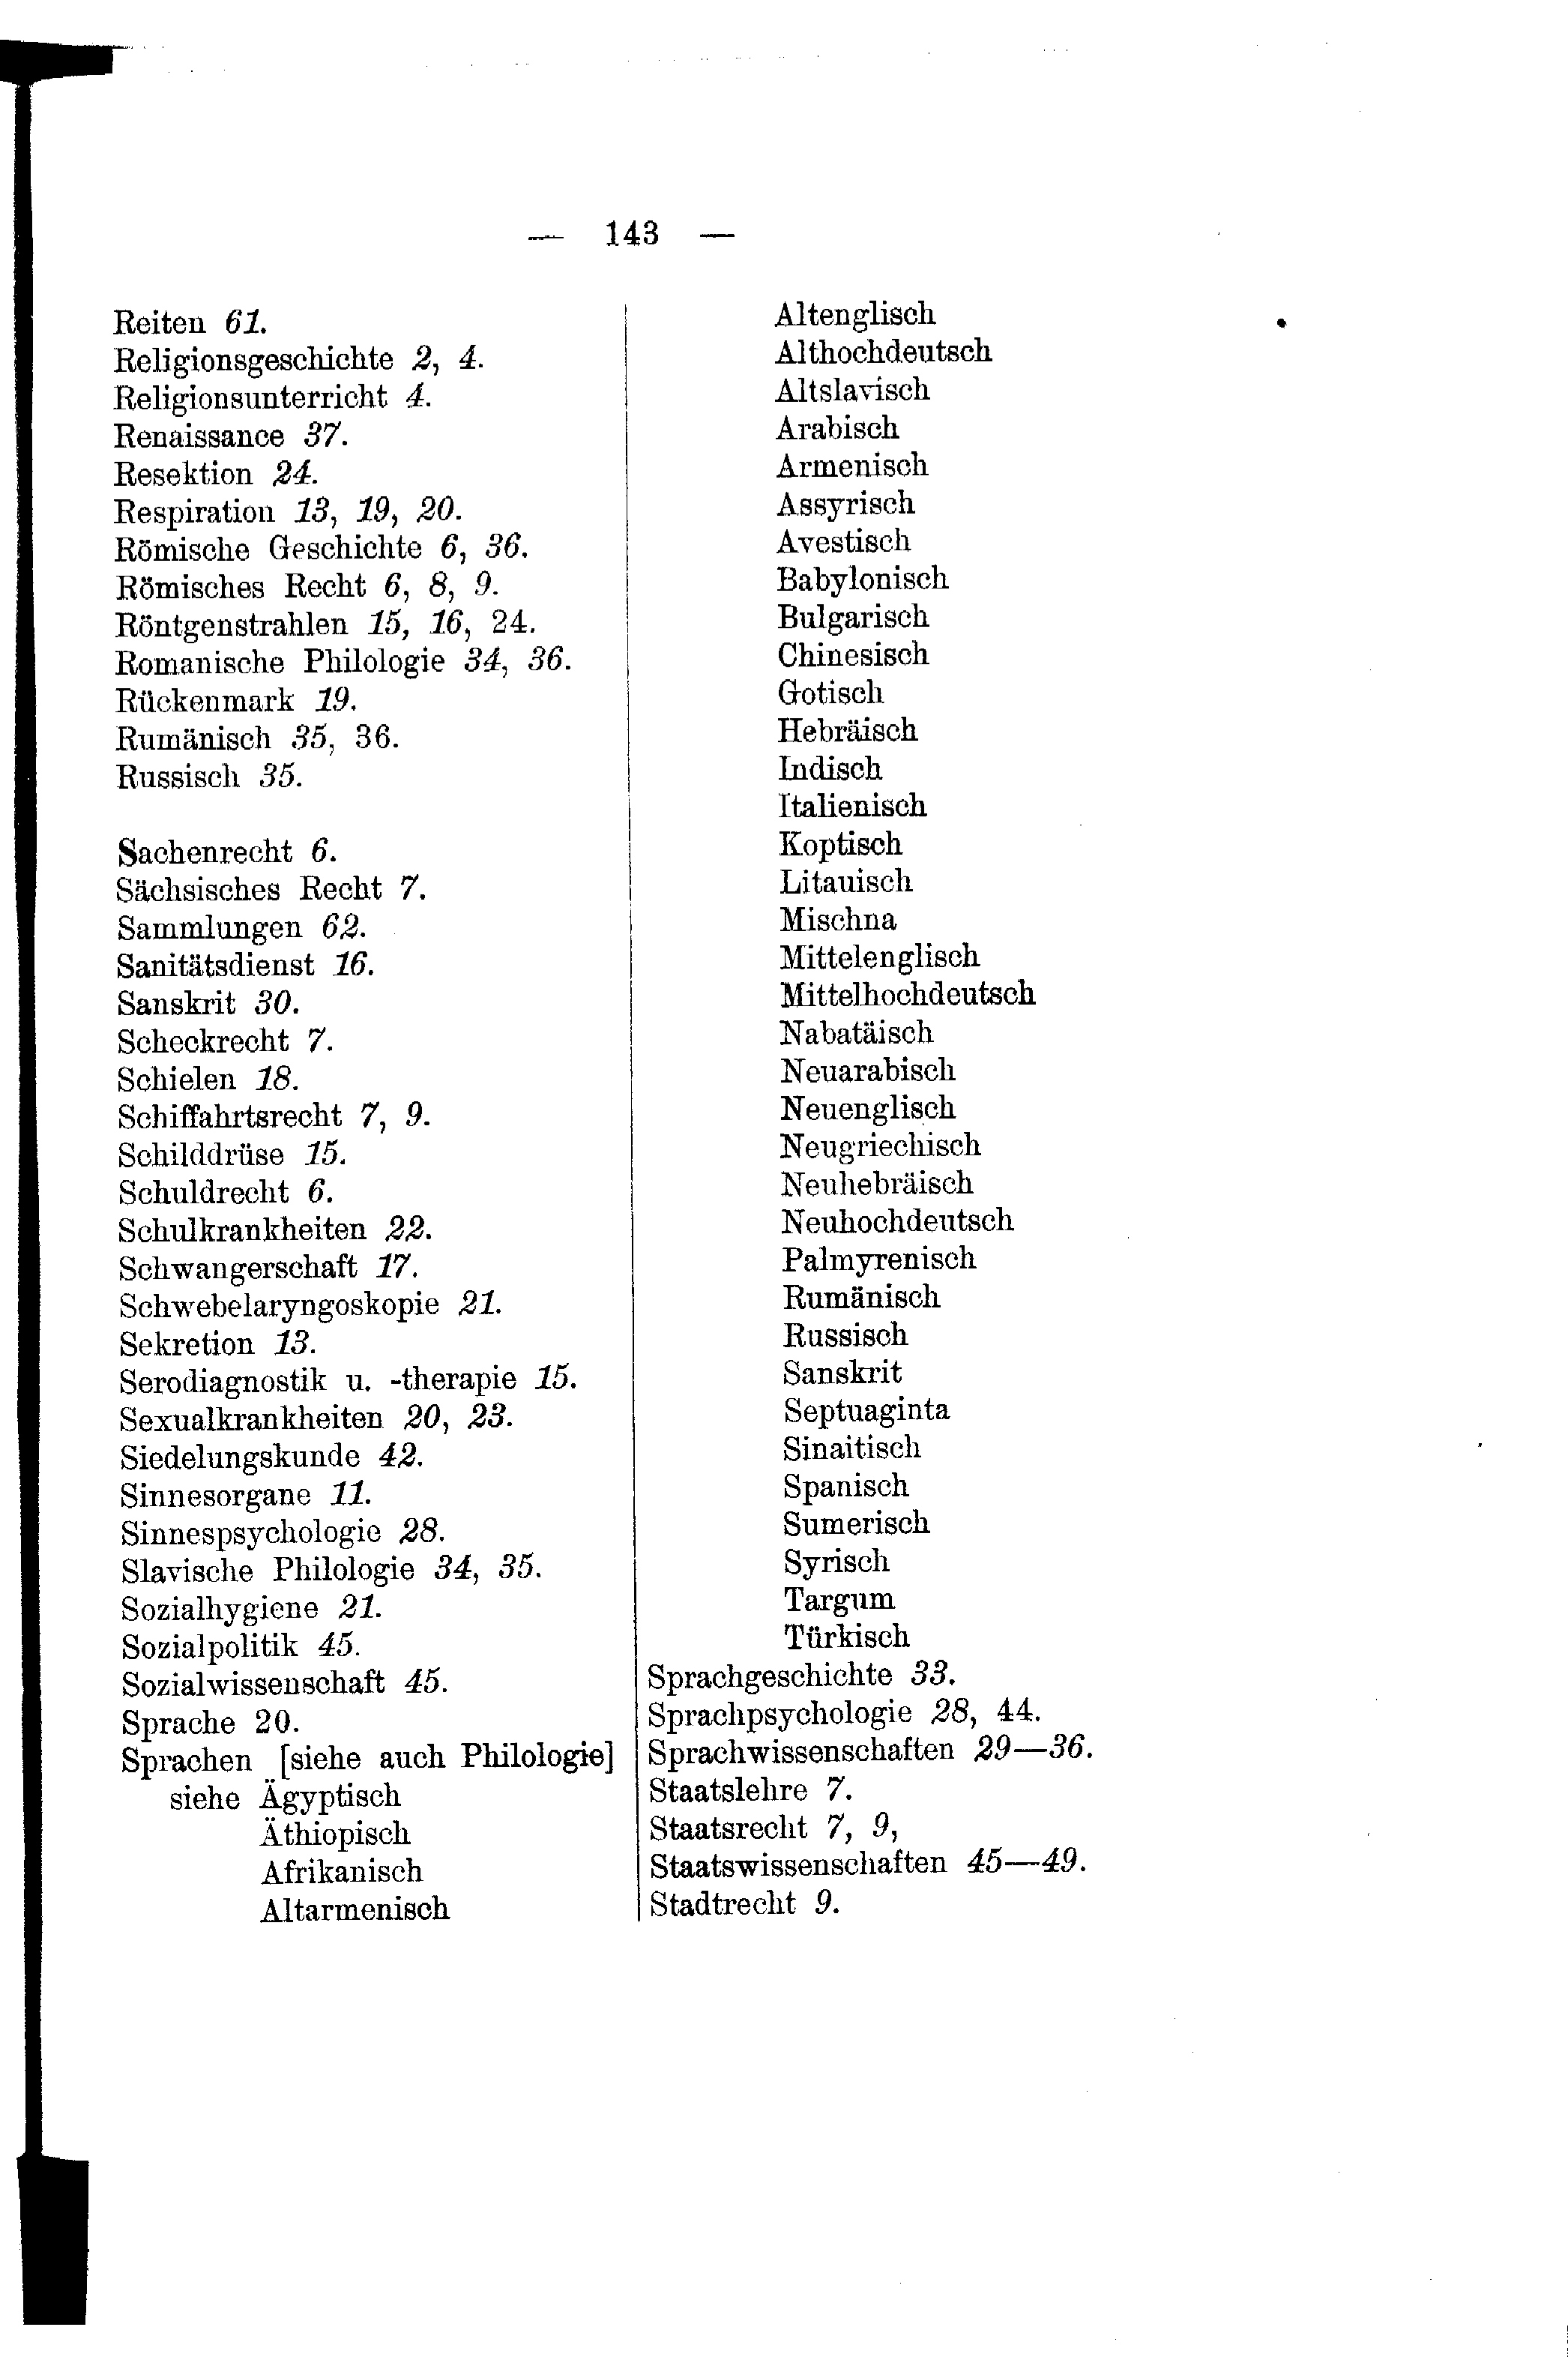 — 143 —
Reiten 61.
Religionsgeschichte 2, 4.
Religionsunterricht 4.
Renaissance 37.
Resektion 24.
Respiration 13, 19, 20.
Römische Geschichte 6, 36.
Römisches Recht 6, 8, 9.
Röntgenstrahlen 15, 16, 24.
Romanische Philologie 34, 36.
Rückenmark 19.
Rumänisch 35, 36.
Russisch 35.
Sachenrecht 6.
Sächsisches Recht 7.
Sammlungen 62.
Sanitätsdienst 16.
Sanskrit 30.
Scheckrecht 7.
Schielen 18.
Schiffahrtsrecht 7, 9.
Schilddrüse 15.
Schuldrecht 6.
Schulkrankheiten 22.
Schwangerschaft 17.
Schwebelaryngoskopie 21.
Sekretion 13.
Serodiagnostik u. -therapie 15.
Sexualkrankheiten 20, 23.
Siedelungskunde 42.
Sinnesorgane 11.
Sinnespsychologie 28.
Slavische Philologie 34, 35.
Sozialhygiene 21.
Sozialpolitik 45.
Sozialwissenschaft 45.
Sprache 20.
Sprachen [siehe auch Philologie]
siehe Ägyptisch
Äthiopisch
Afrikanisch
Altarmenisch
Altenglisch
Althochdeutsch
Altslavisch
Arabisch
Armenisch
Assyrisch
Avestisch
Babylonisch
Bulgarisch
Chinesisch
Gotisch
Hebräisch
Indisch
Italienisch
Koptisch
Litauisch
Mischna
Mittelenglisch
Mittelhochdeutsch
Nabatäisch
Neuarabisch
Neuenglisch
Neugriechisch
Neuhebräisch
Neuhochdeutsch
Palmyrenisch
Rumänisch
Russisch
Sanskrit
Septuaginta
Sinaitisch
Spanisch
Sumerisch
Syrisch
Targum
Türkisch
Sprachgeschichte 33.
Sprachpsychologie 28, 44.
Sprachwissenschaften 29—36.
Staatslehre 7.
Staatsrecht 7, 9,
Staatswissenschaften 45—49.
Stadtrecht 9.